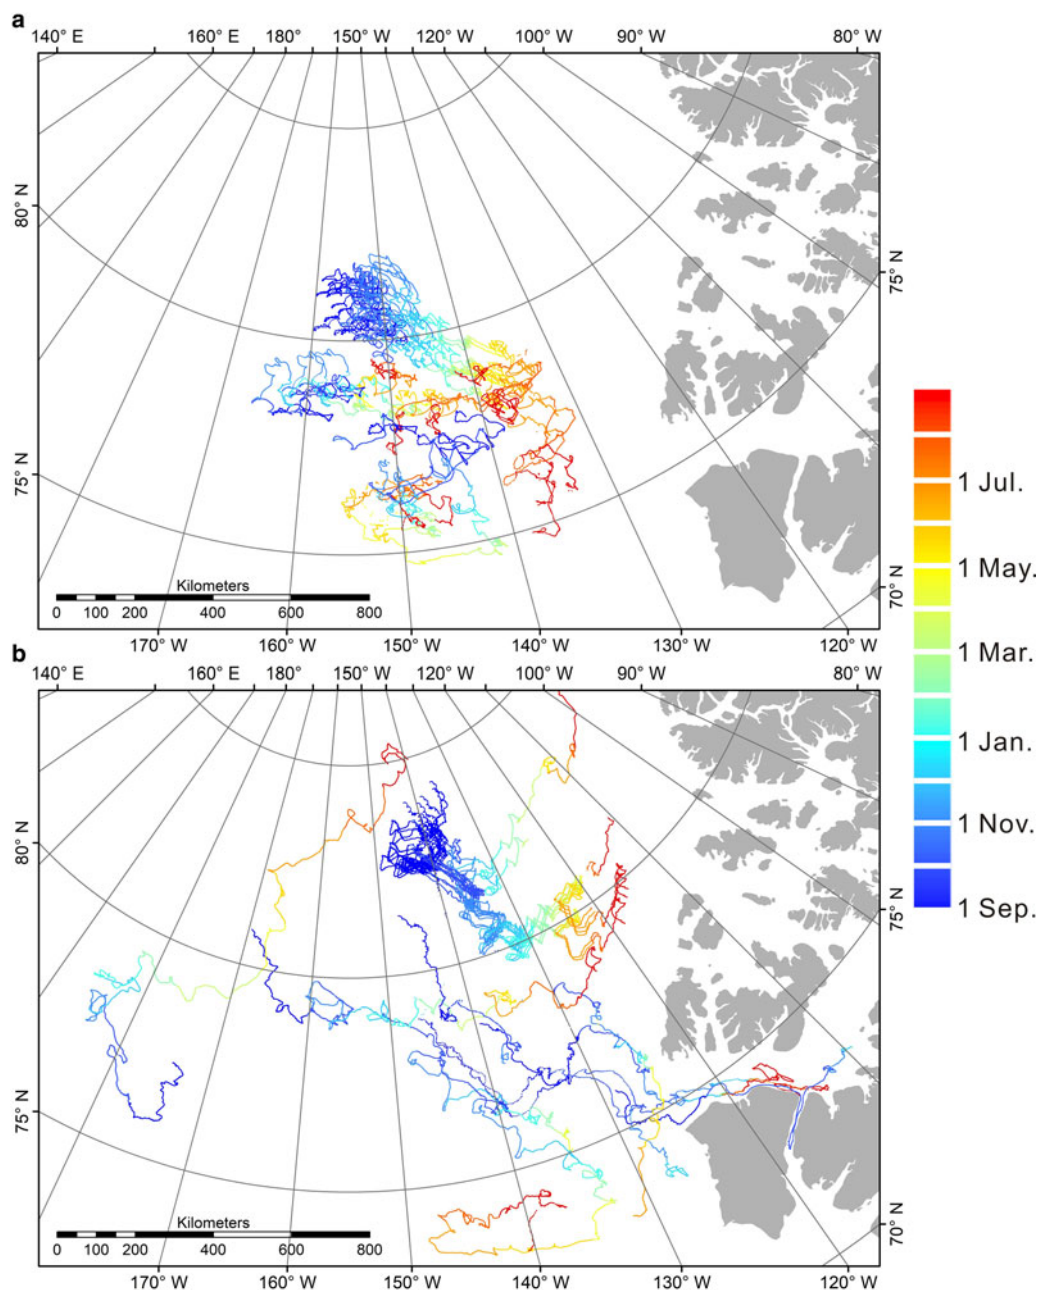 a
140° E 160° E 180° 150° W 120° W 100° W 90° W 80° W
80° N
75° N
75° N
70° N
Kilometers
0 100 200 400 600 800
170° W 160° W 150° W 140° W 130° W 120° W
b
140° E 160° E 180° 150° W 120° W 100° W 90° W 80° W
80° N
75° N
75° N
70° N
Kilometers
0 100 200 400 600 800
170° W 160° W 150° W 140° W 130° W 120° W
1 Jul.
1 May.
1 Mar.
1 Jan.
1 Nov.
1 Sep.